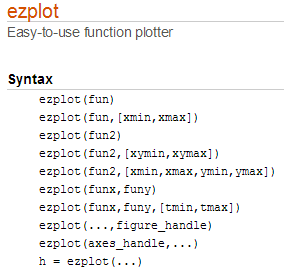 ezplot
Easy-to-use function plotter
Syntax
ezplot(fun)
ezplot(fun,[xmin,xmax])
ezplot(fun2)
ezplot(fun2,[xymin,xymax])
ezplot(fun2,[xmin,xmax,ymin,ymax])
ezplot(funx,funy)
ezplot(funx,funy,[tmin,tmax])
ezplot(...,figure_handle)
ezplot(axes_handle,...)
h = ezplot(...)